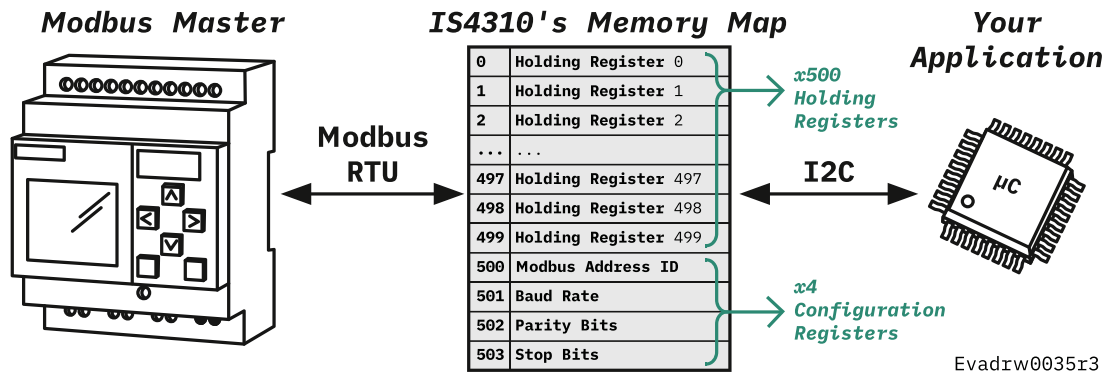 Modbus Master
IS4310's Memory Map
Your
Application
0 Holding Register 0
1 Holding Register 1
2 Holding Register 2
... ...
497 Holding Register 497
498 Holding Register 498
499 Holding Register 499
500 Modbus Address ID
501 Baud Rate
502 Parity Bits
503 Stop Bits
Modbus
RTU
x500
Holding
Registers
I2C
µC
x4
Configuration
Registers
Evadrw0035r3